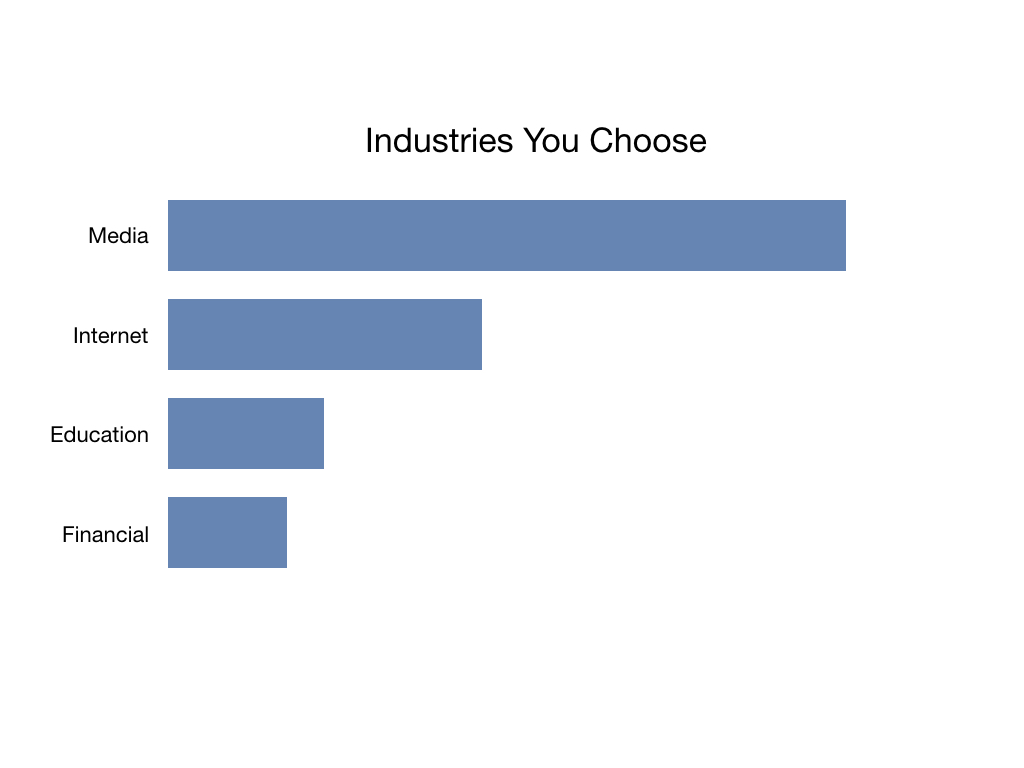 Industries You Choose
Media
Internet
Education
Financial